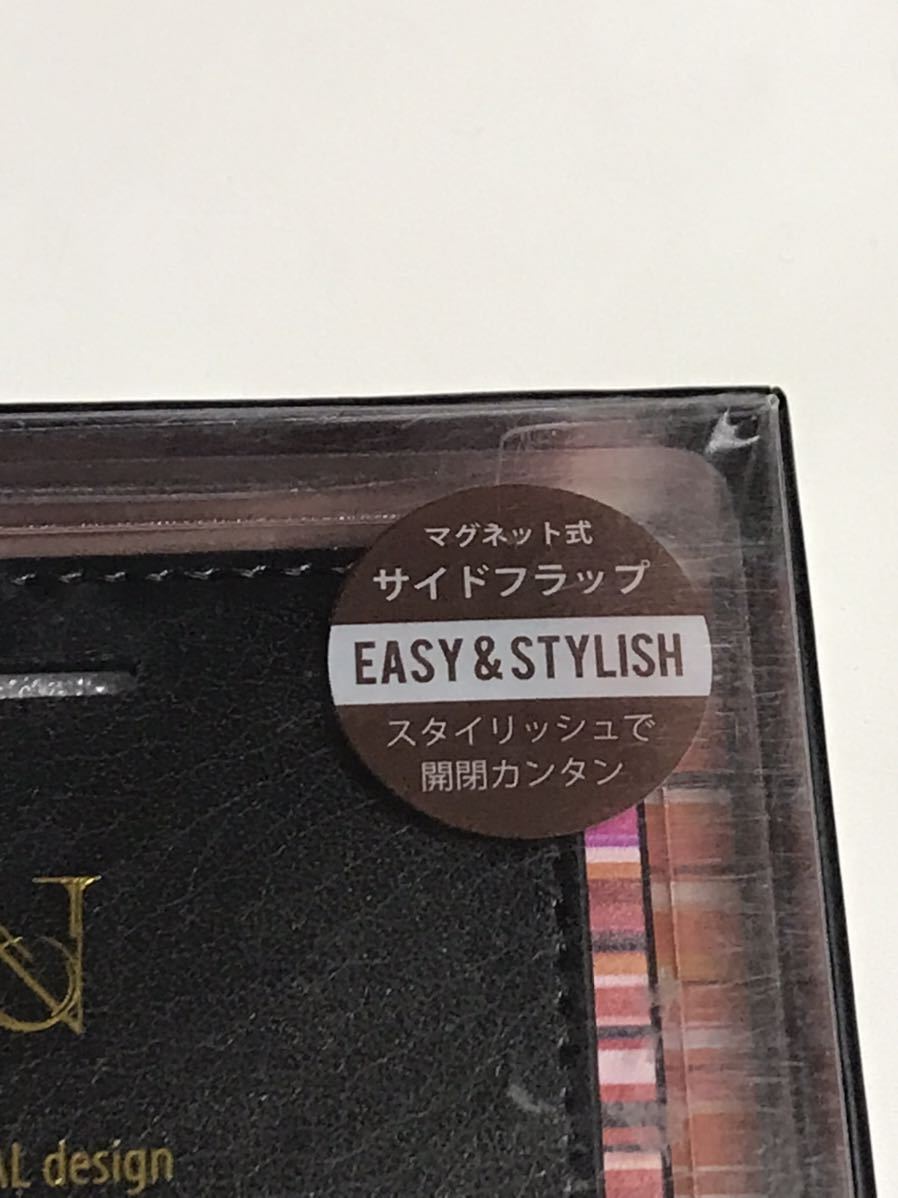 マグネット式
サイドフラップ
EASY & STYLISH
スタイリッシュで
開閉カンタン
N
AL design